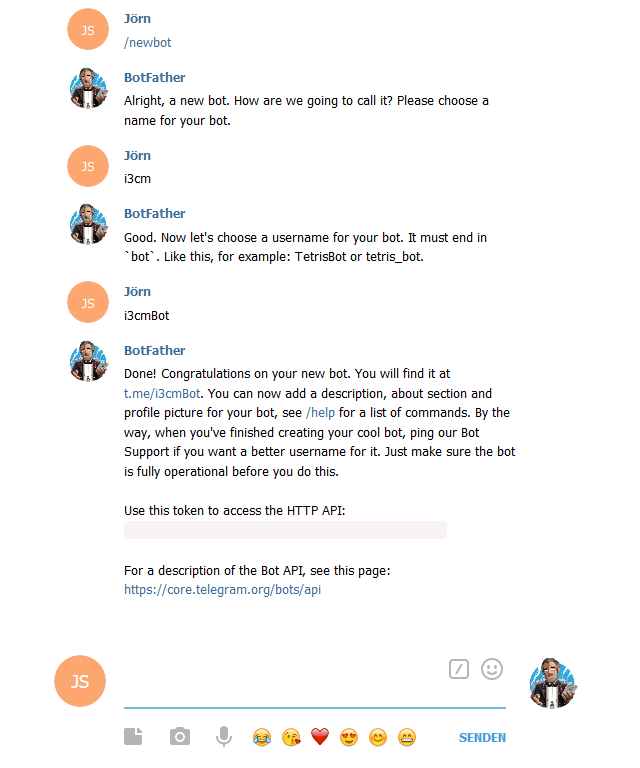 JS
Jörn
/newbot
BotFather
Alright, a new bot. How are we going to call it? Please choose a
name for your bot.
JS
Jörn
i3cm
BotFather
Good. Now let's choose a username for your bot. It must end in
`bot`. Like this, for example: TetrisBot or tetris_bot.
JS
Jörn
i3cmBot
BotFather
Done! Congratulations on your new bot. You will find it at
t.me/i3cmBot. You can now add a description, about section and
profile picture for your bot, see /help for a list of commands. By the
way, when you've finished creating your cool bot, ping our Bot
Support if you want a better username for it. Just make sure the bot
is fully operational before you do this.
Use this token to access the HTTP API:
For a description of the Bot API, see this page:
https://core.telegram.org/bots/api
JS
SENDEN